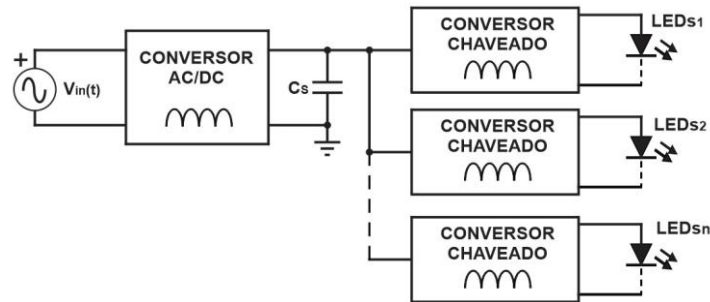 +
Vin(t)
CONVERSOR
AC/DC
Cs
CONVERSOR
CHAVEADO
LEDs1
CONVERSOR
CHAVEADO
LEDs2
CONVERSOR
CHAVEADO
LEDsn